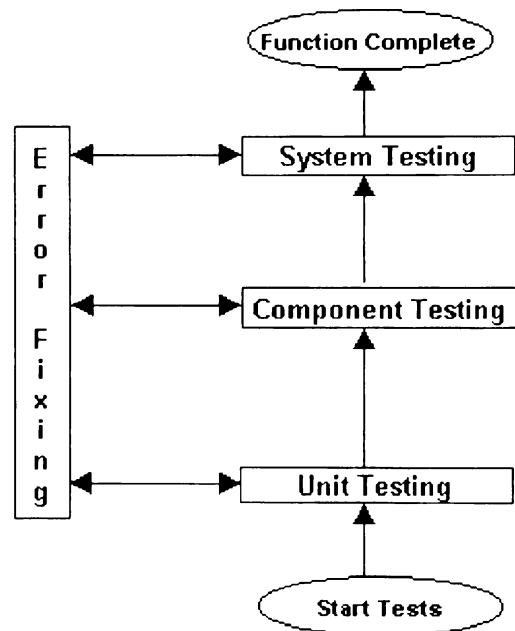 Function Complete
System Testing
Error Fixing
Component Testing
Unit Testing
Start Tests